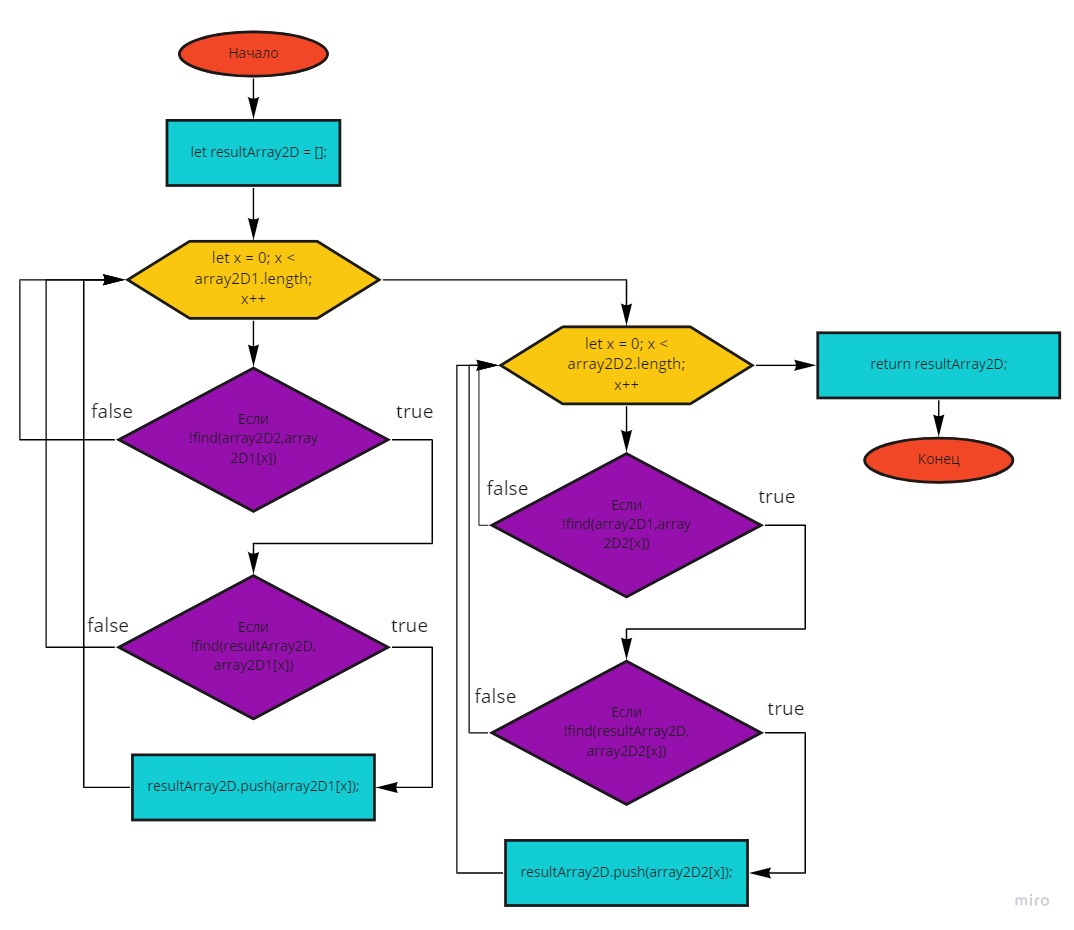 Начало
let resultArray2D = [];
let x = 0; x <
array2D1.length;
x++
false
true
Если
!find(array2D2,array
2D1[x])
false
true
Если
!find(resultArray2D,
array2D1[x])
resultArray2D.push(array2D1[x]);
let x = 0; x <
array2D2.length;
x++
false
true
Если
!find(array2D1,array
2D2[x])
false
true
Если
!find(resultArray2D,
array2D2[x])
resultArray2D.push(array2D2[x]);
return resultArray2D;
Конец
miro